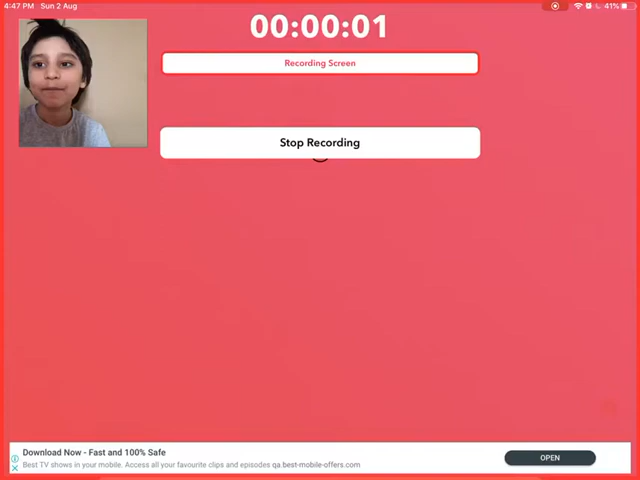 4:47 PM Sun 2 Aug
41%
00:00:01
Recording Screen
Stop Recording
Download Now - Fast and 100% Safe
Best TV shows in your mobile. Access all your favourite clips and episodes qa.best-mobile-offers.com
OPEN